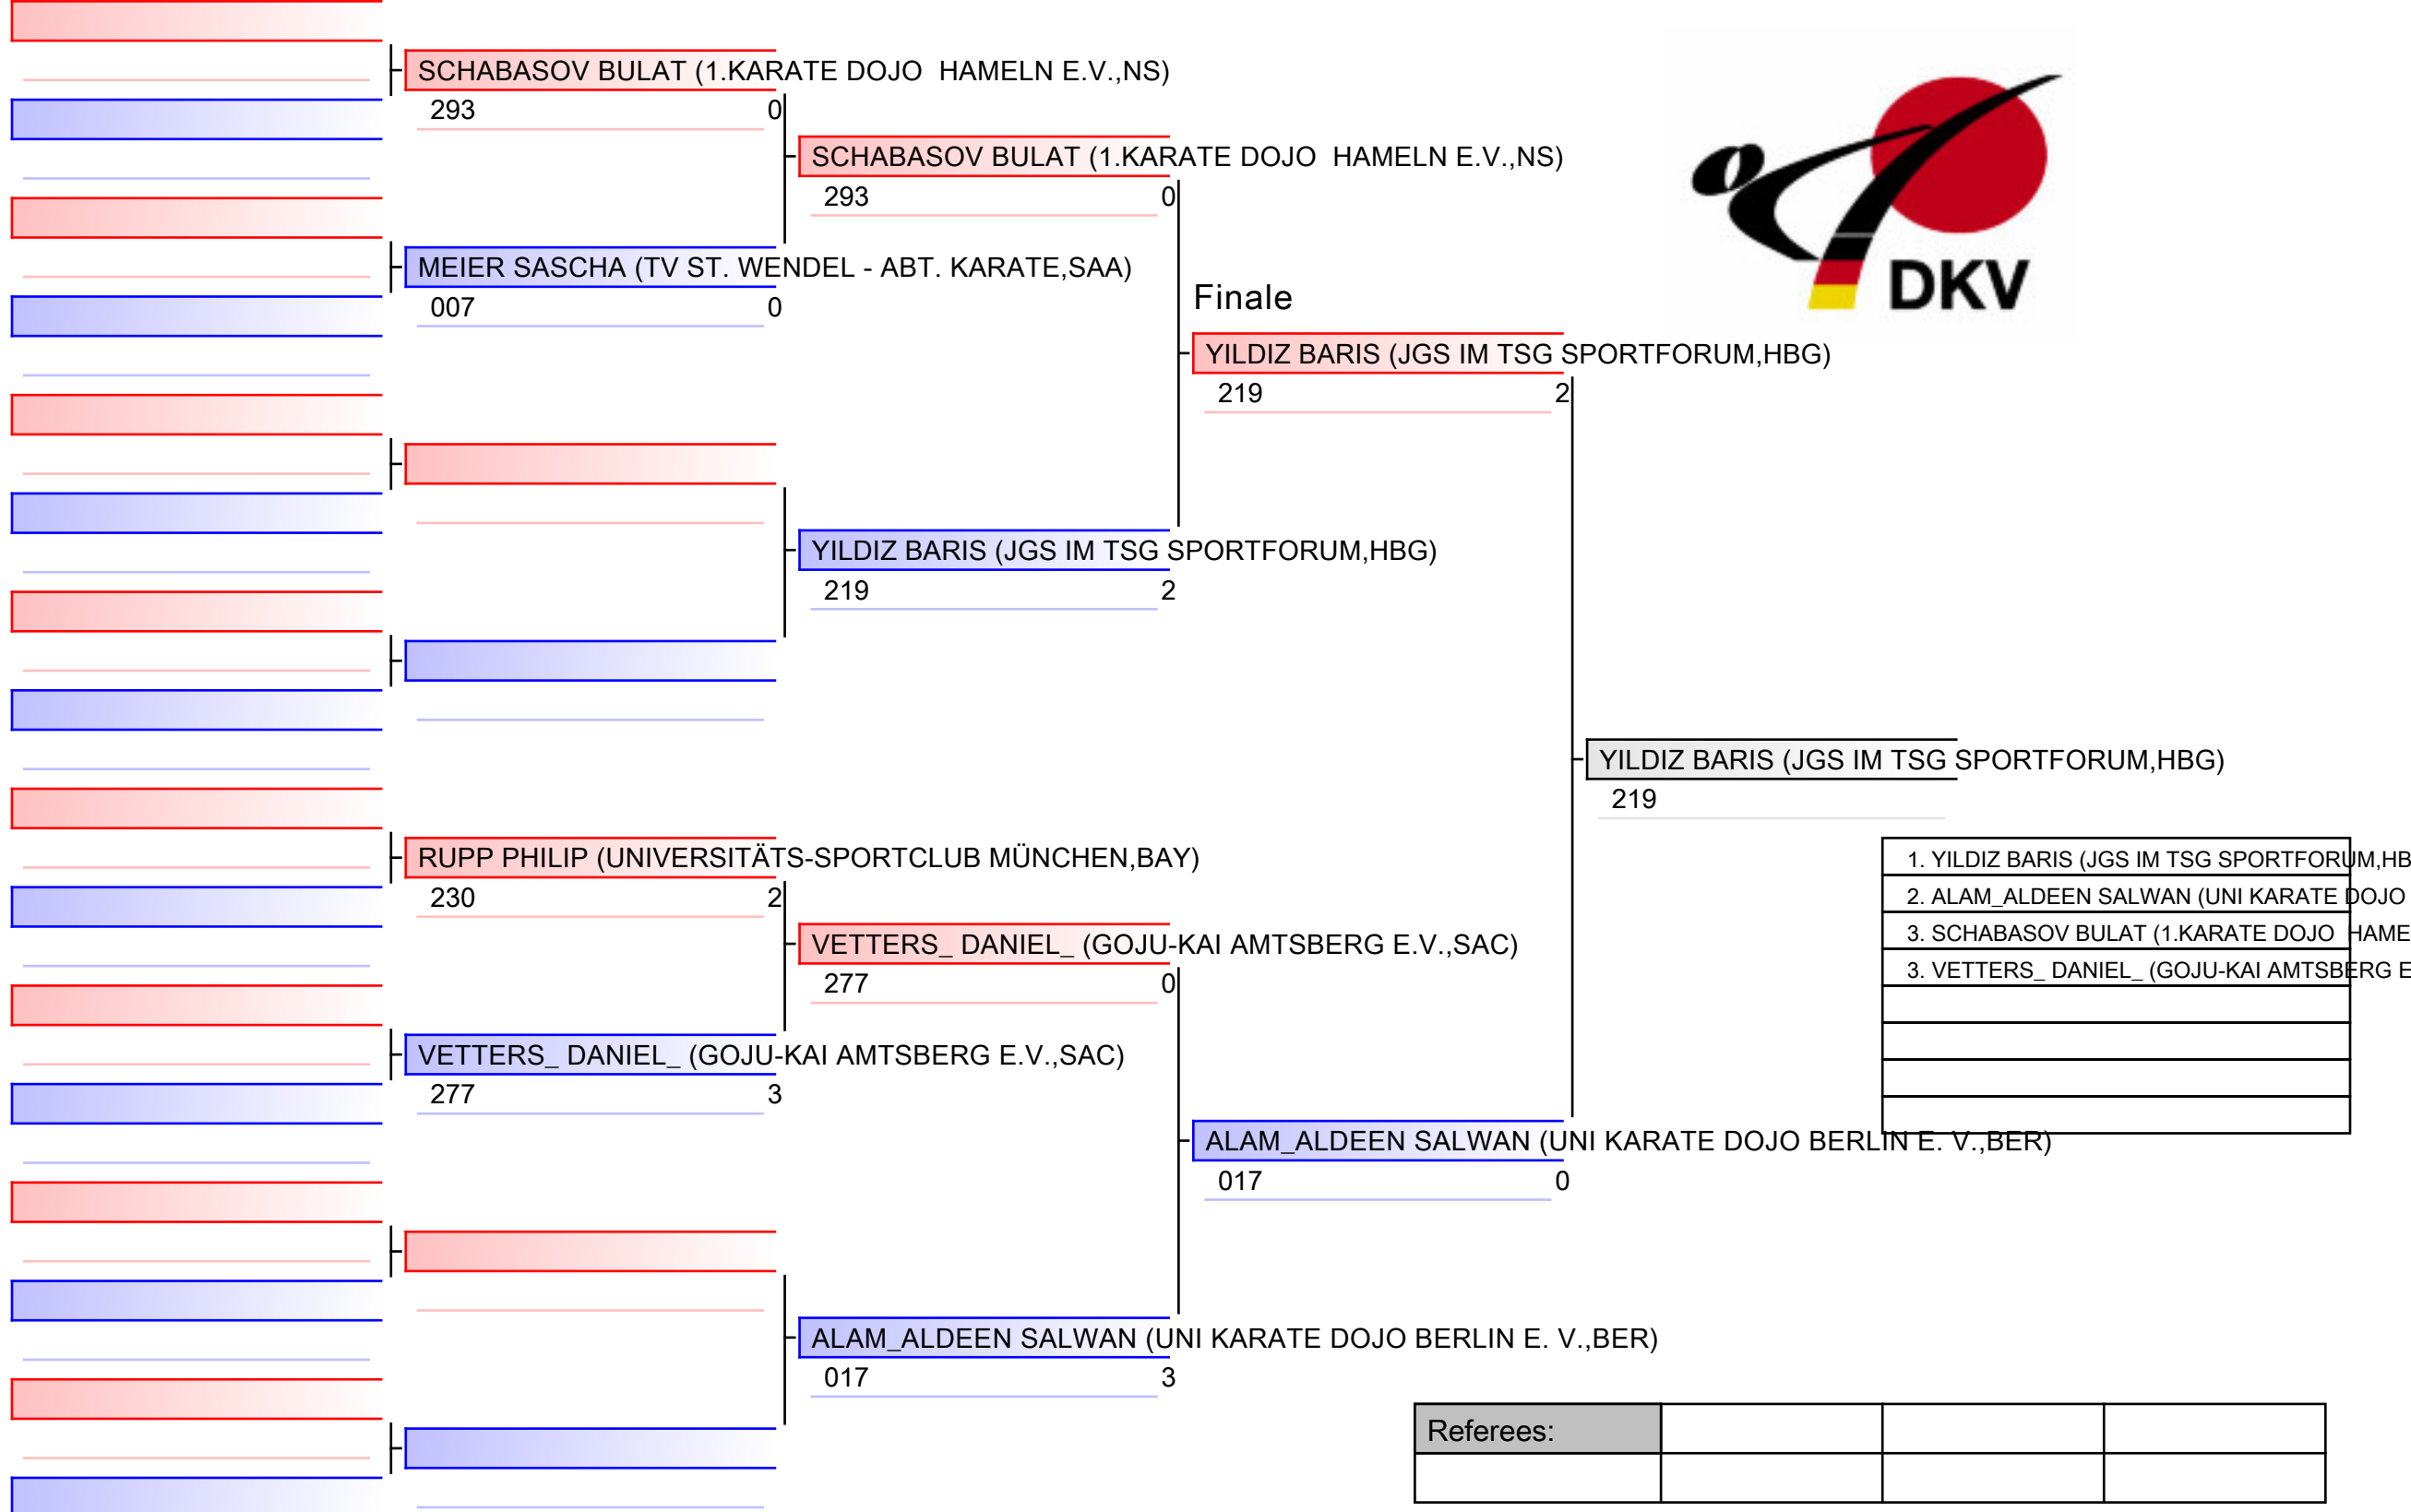 SCHABASOV BULAT (1.KARATE DOJO  HAMELN E.V.,NS)
293 0
SCHABASOV BULAT (1.KARATE DOJO  HAMELN E.V.,NS)
293 0
MEIER SASCHA (TV ST. WENDEL - ABT. KARATE,SAA)
007 0
DKV
Finale
YILDIZ BARIS (JGS IM TSG SPORTFORUM,HBG)
219 2
YILDIZ BARIS (JGS IM TSG SPORTFORUM,HBG)
219 2
YILDIZ BARIS (JGS IM TSG SPORTFORUM,HBG)
219
RUPP PHILIP (UNIVERSITÄTS-SPORTCLUB MÜNCHEN,BAY)
230 2
VETTERS_ DANIEL_ (GOJU-KAI AMTSBERG E.V.,SAC)
277 0
VETTERS_ DANIEL_ (GOJU-KAI AMTSBERG E.V.,SAC)
277 3
1. YILDIZ BARIS (JGS IM TSG SPORTFORUM,HB
2. ALAM_ALDEEN SALWAN (UNI KARATE DOJO
3. SCHABASOV BULAT (1.KARATE DOJO  HAME
3. VETTERS_ DANIEL_ (GOJU-KAI AMTSBERG E
ALAM_ALDEEN SALWAN (UNI KARATE DOJO BERLIN E. V.,BER)
017 0
ALAM_ALDEEN SALWAN (UNI KARATE DOJO BERLIN E. V.,BER)
017 3
Referees: